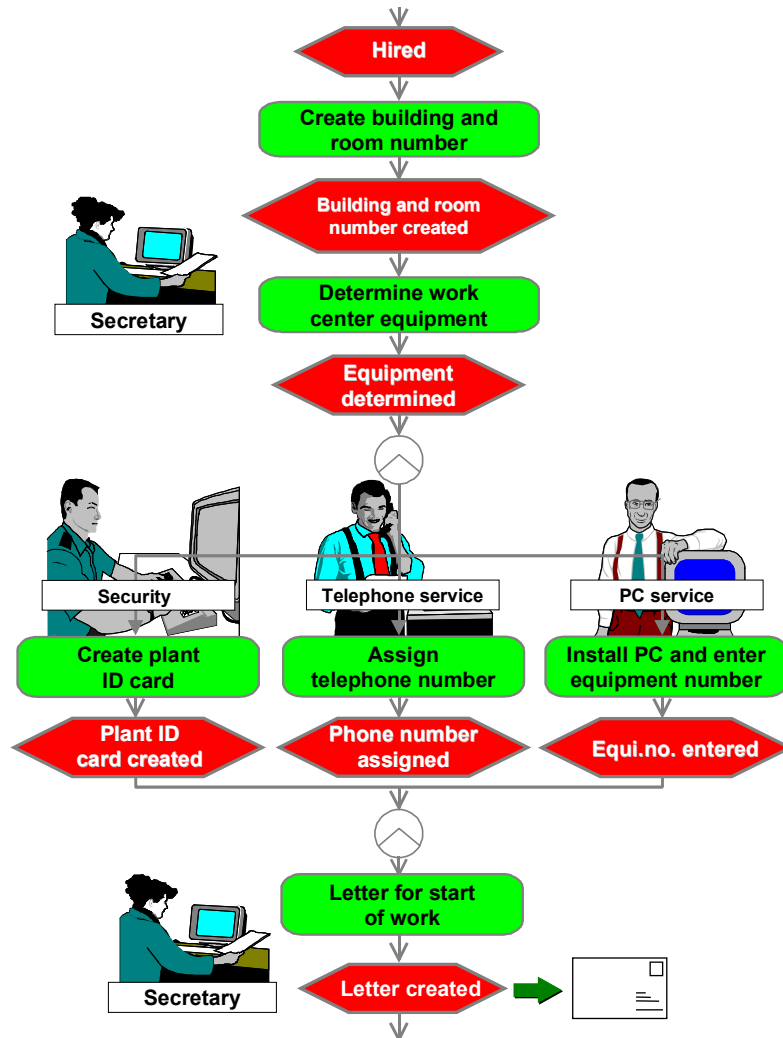 Hired
Create building and
room number
Building and room
number created
Determine work
center equipment
Secretary
Equipment
determined
Security
Telephone service
PC service
Create plant
ID card
Assign
telephone number
Install PC and enter
equipment number
Plant ID
card created
Phone number
assigned
Equi.no. entered
Letter for start
of work
Secretary
Letter created